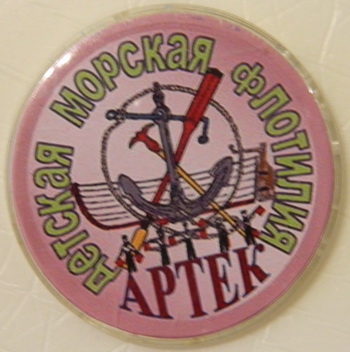 детская морская флотилия
АРТЕК